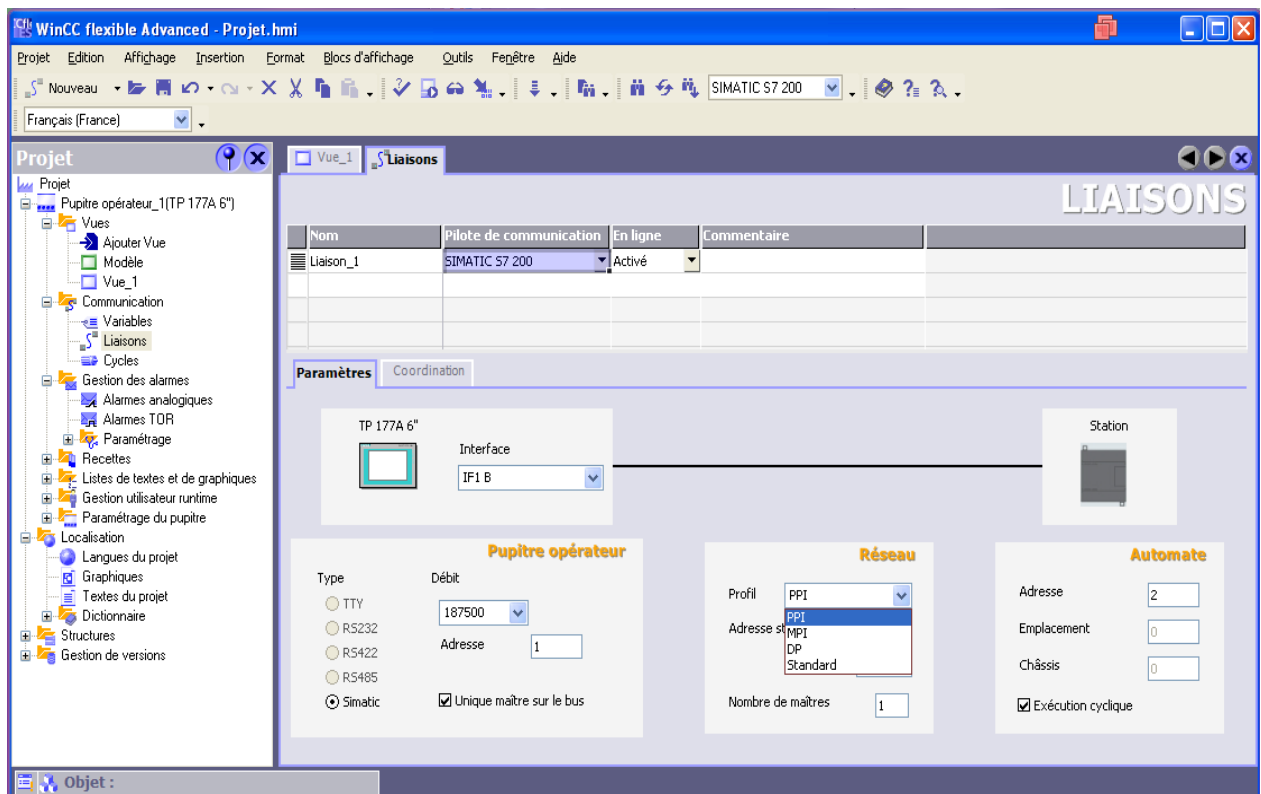 WinCC flexible Advanced - Projet.hmi
Projet Edition Affichage Insertion Format Blocs d'affichage Outils Fenêtre Aide
Nouveau SIMATIC S7 200
Français (France)
Projet
Projet
Pupitre opérateur_1(TP 177A 6")
Vues
Ajouter Vue
Modèle
Vue_1
Communication
Variables
Liaisons
Cycles
Gestion des alarmes
Alarmes analogiques
Alarmes TOR
Paramétrage
Recettes
Listes de textes et de graphiques
Gestion utilisateur runtime
Paramétrage du pupitre
Localisation
Langues du projet
Graphiques
Textes du projet
Dictionnaire
Structures
Gestion de versions
Vue_1 Liaisons
LIAISONS
Nom Pilote de communication En ligne Commentaire
Liaison_1 SIMATIC S7 200 Activé
Paramètres Coordination
TP 177A 6"
Interface
IF1 B
Station
Pupitre opérateur
Type Débit
TTY
RS232
RS422
RS485
Simatic
187500
Adresse 1
Unique maître sur le bus
Réseau
Profil PPI
PPI
MPI
DP
Standard
Adresse st
Nombre de maîtres 1
Automate
Adresse 2
Emplacement 0
Châssis 0
Exécution cyclique
Objet :